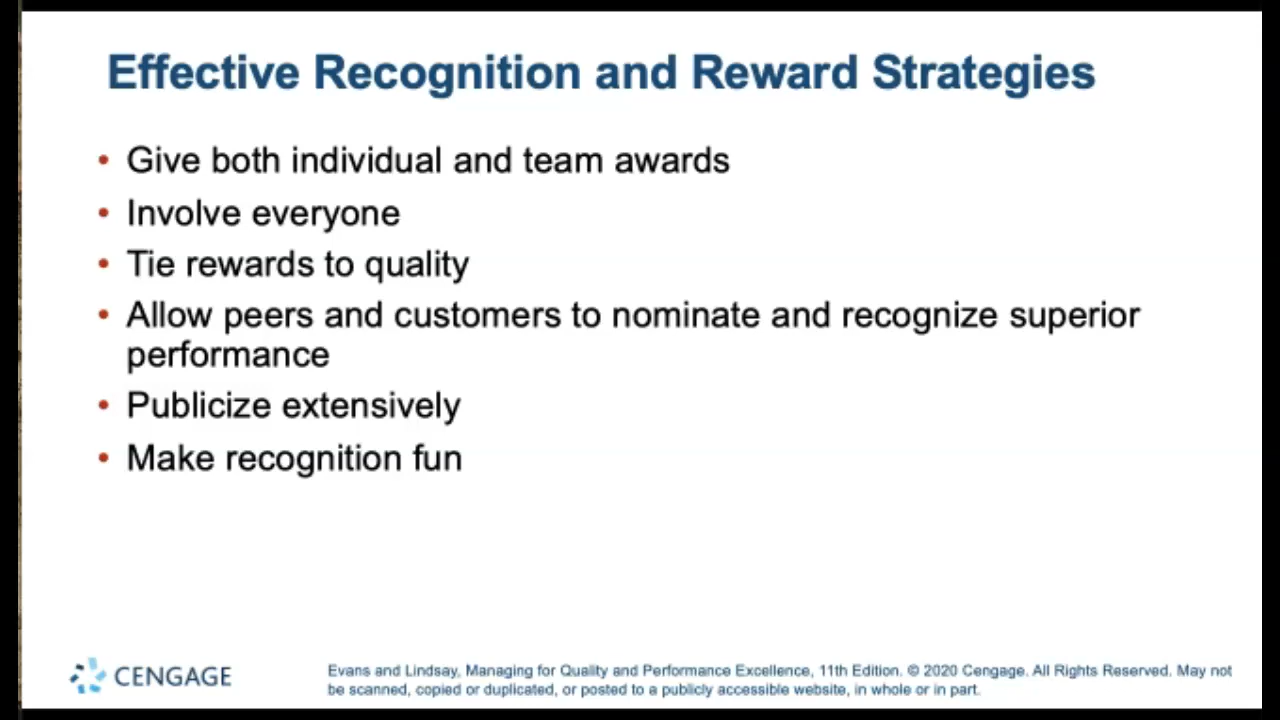 Effective Recognition and Reward Strategies
• Give both individual and team awards
• Involve everyone
• Tie rewards to quality
• Allow peers and customers to nominate and recognize superior
performance
• Publicize extensively
• Make recognition fun
CENGAGE
Evans and Lindsay, Managing for Quality and Performance Excellence, 11th Edition. © 2020 Cengage. All Rights Reserved. May not
be scanned, copied or duplicated, or posted to a publicly accessible website, in whole or in part.